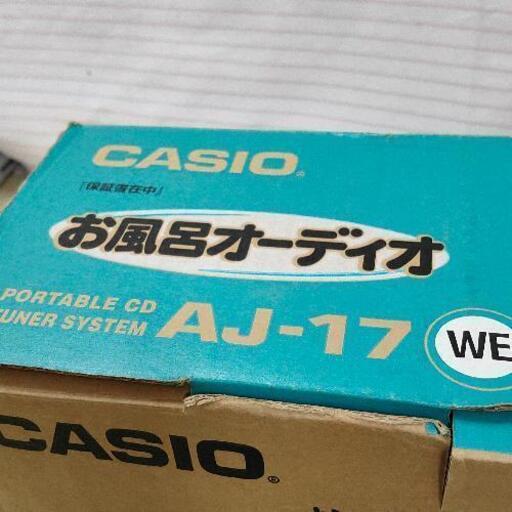 CASIO
「保証書在中」
お風呂オーディオ
PORTABLE CD
TUNER SYSTEM
AJ-17
WE
CASIO